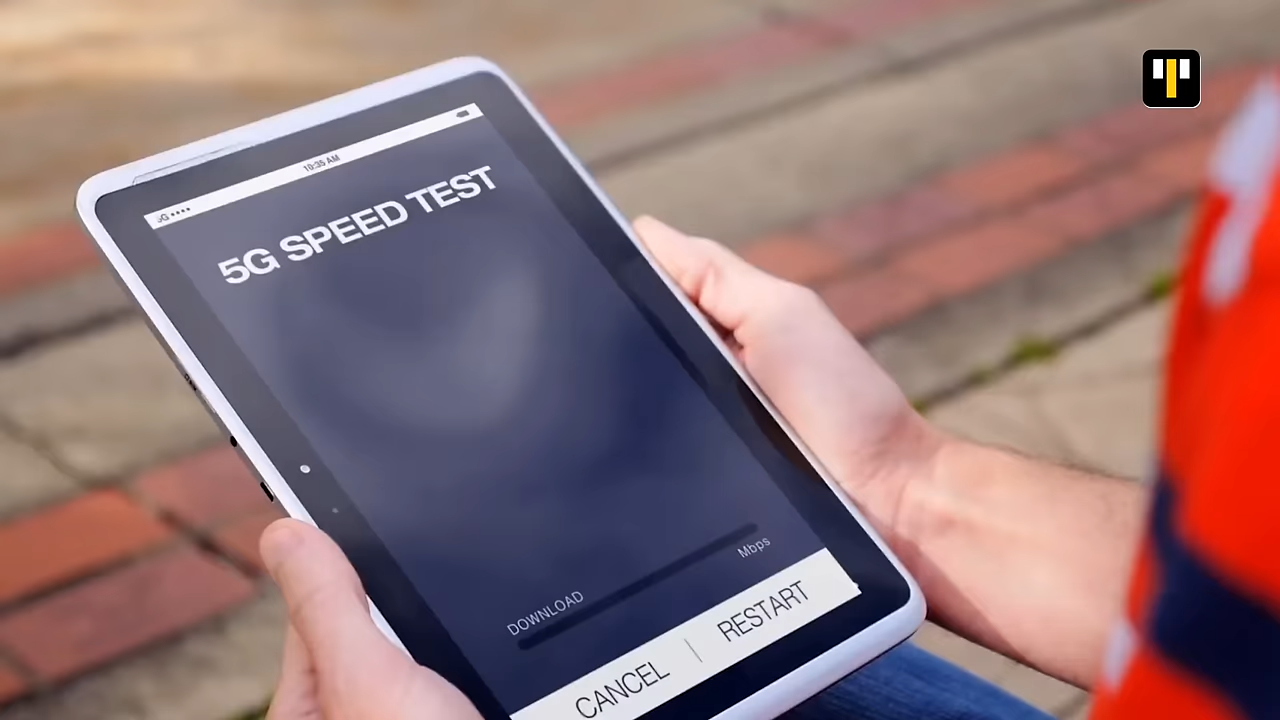 5G
10:35 AM
5G SPEED TEST
DOWNLOAD
Mbps
CANCEL | RESTART